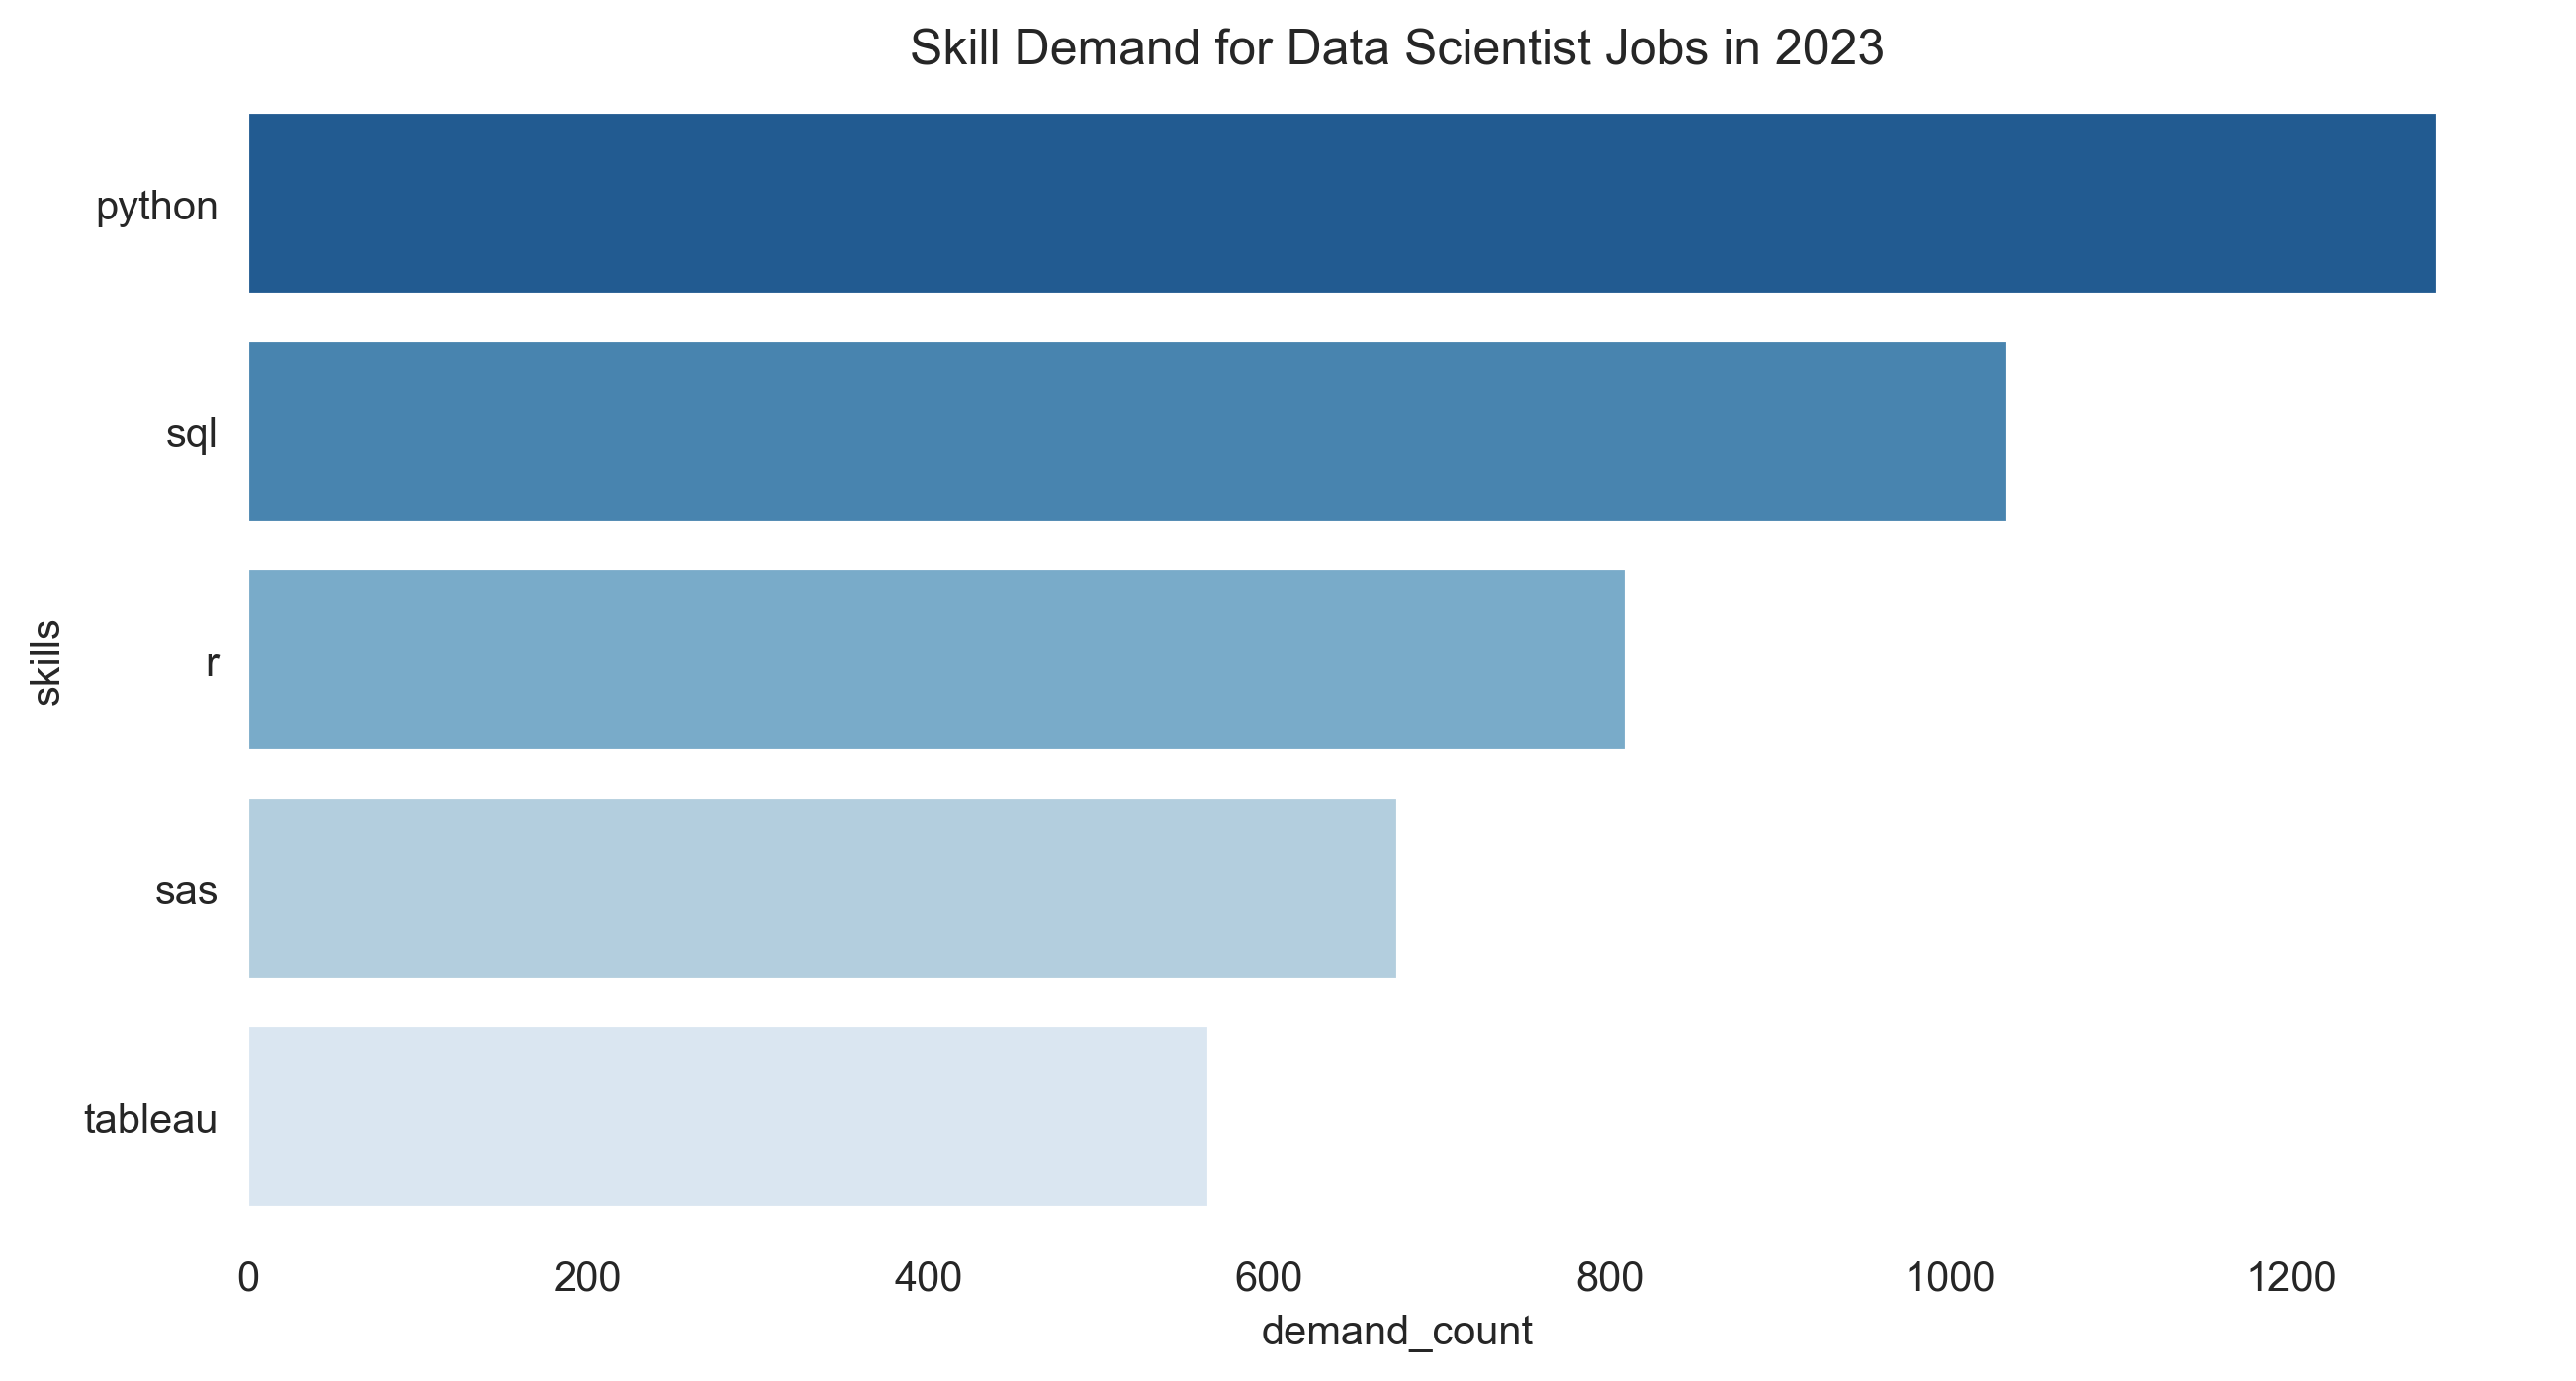 Skill Demand for Data Scientist Jobs in 2023
skills
python
sql
r
sas
tableau
0 200 400 600 800 1000 1200
demand_count